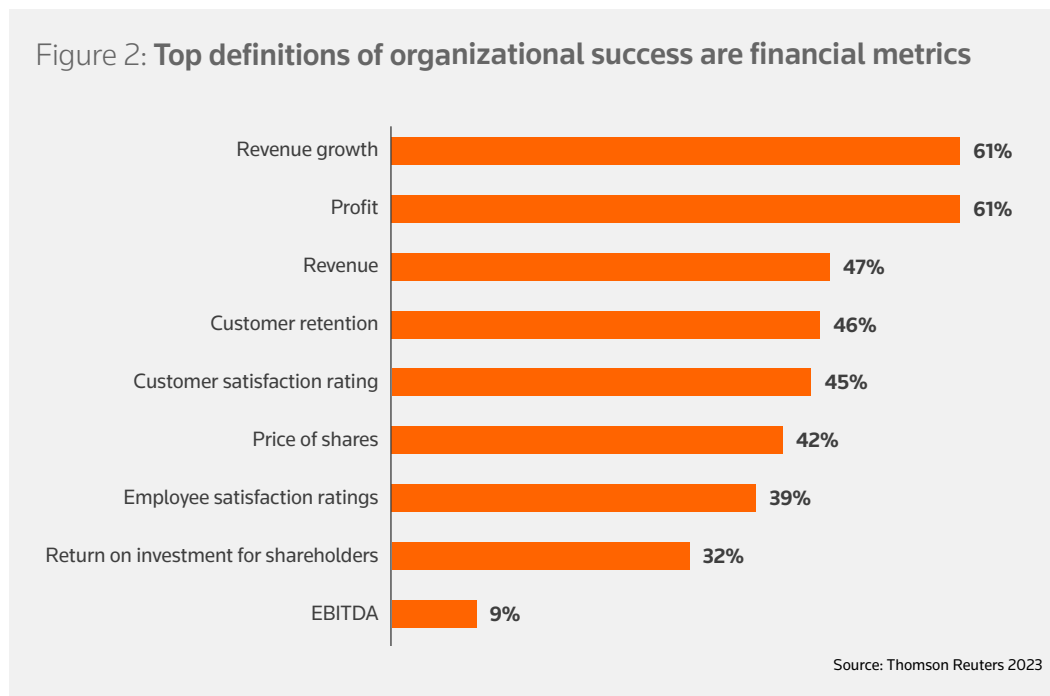 Figure 2: Top definitions of organizational success are financial metrics
Revenue growth 61%
Profit 61%
Revenue 47%
Customer retention 46%
Customer satisfaction rating 45%
Price of shares 42%
Employee satisfaction ratings 39%
Return on investment for shareholders 32%
EBITDA 9%
Source: Thomson Reuters 2023